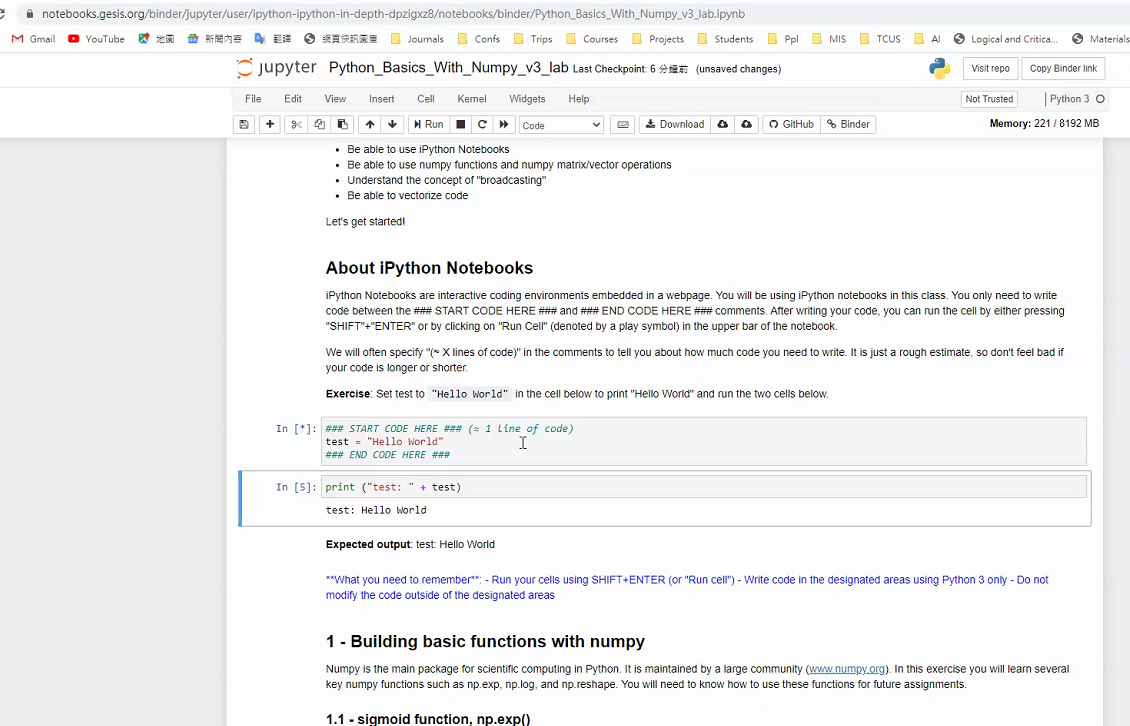 notebooks.gesis.org/binder/jupyter/user/ipython-ipython-in-depth-dpzigxz8/notebooks/binder/Python_Basics_With_Numpy_v3_lab.ipynb
Gmail YouTube 地圖 新聞內容 翻譯 網頁快訊圖庫 Journals Confs Trips Courses Projects Students Ppl MIS TCUS AI Logical and Critica... Materials
jupyter Python_Basics_With_Numpy_v3_lab Last Checkpoint: 6 分鐘前 (unsaved changes) Visit repo Copy Binder link
File Edit View Insert Cell Kernel Widgets Help Not Trusted Python 3
Run Code Download GitHub Binder Memory: 221 / 8192 MB
• Be able to use iPython Notebooks
• Be able to use numpy functions and numpy matrix/vector operations
• Understand the concept of "broadcasting"
• Be able to vectorize code
Let's get started!
About iPython Notebooks
iPython Notebooks are interactive coding environments embedded in a webpage. You will be using iPython notebooks in this class. You only need to write
code between the ### START CODE HERE ### and ### END CODE HERE ### comments. After writing your code, you can run the cell by either pressing
"SHIFT"+"ENTER" or by clicking on "Run Cell" (denoted by a play symbol) in the upper bar of the notebook.
We will often specify "(≈ X lines of code)" in the comments to tell you about how much code you need to write. It is just a rough estimate, so don't feel bad if
your code is longer or shorter.
Exercise: Set test to "Hello World" in the cell below to print "Hello World" and run the two cells below.
In [*]: ### START CODE HERE ### (≈ 1 line of code)
test = "Hello World"
### END CODE HERE ###
In [5]: print ("test: " + test)
test: Hello World
Expected output: test: Hello World
**What you need to remember**: - Run your cells using SHIFT+ENTER (or "Run cell") - Write code in the designated areas using Python 3 only - Do not
modify the code outside of the designated areas
1 - Building basic functions with numpy
Numpy is the main package for scientific computing in Python. It is maintained by a large community (www.numpy.org). In this exercise you will learn several
key numpy functions such as np.exp, np.log, and np.reshape. You will need to know how to use these functions for future assignments.
1.1 - sigmoid function, np.exp()